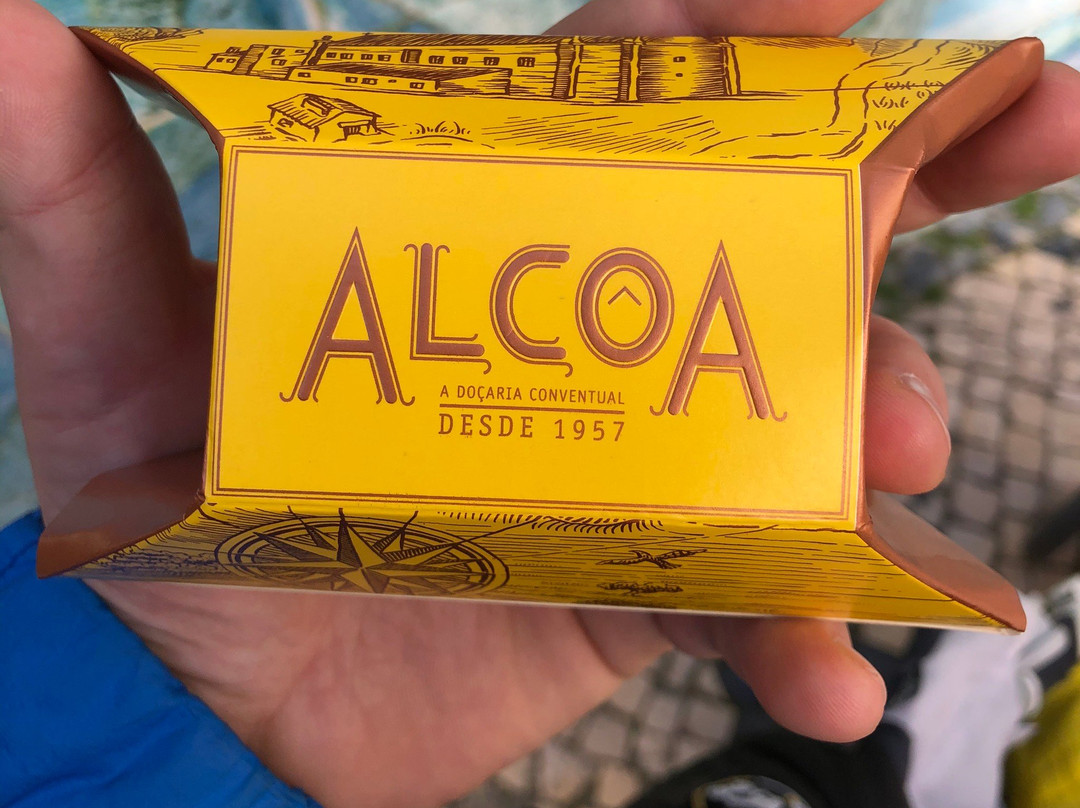 ALCÔA
A DOÇARIA CONVENTUAL
DESDE 1957